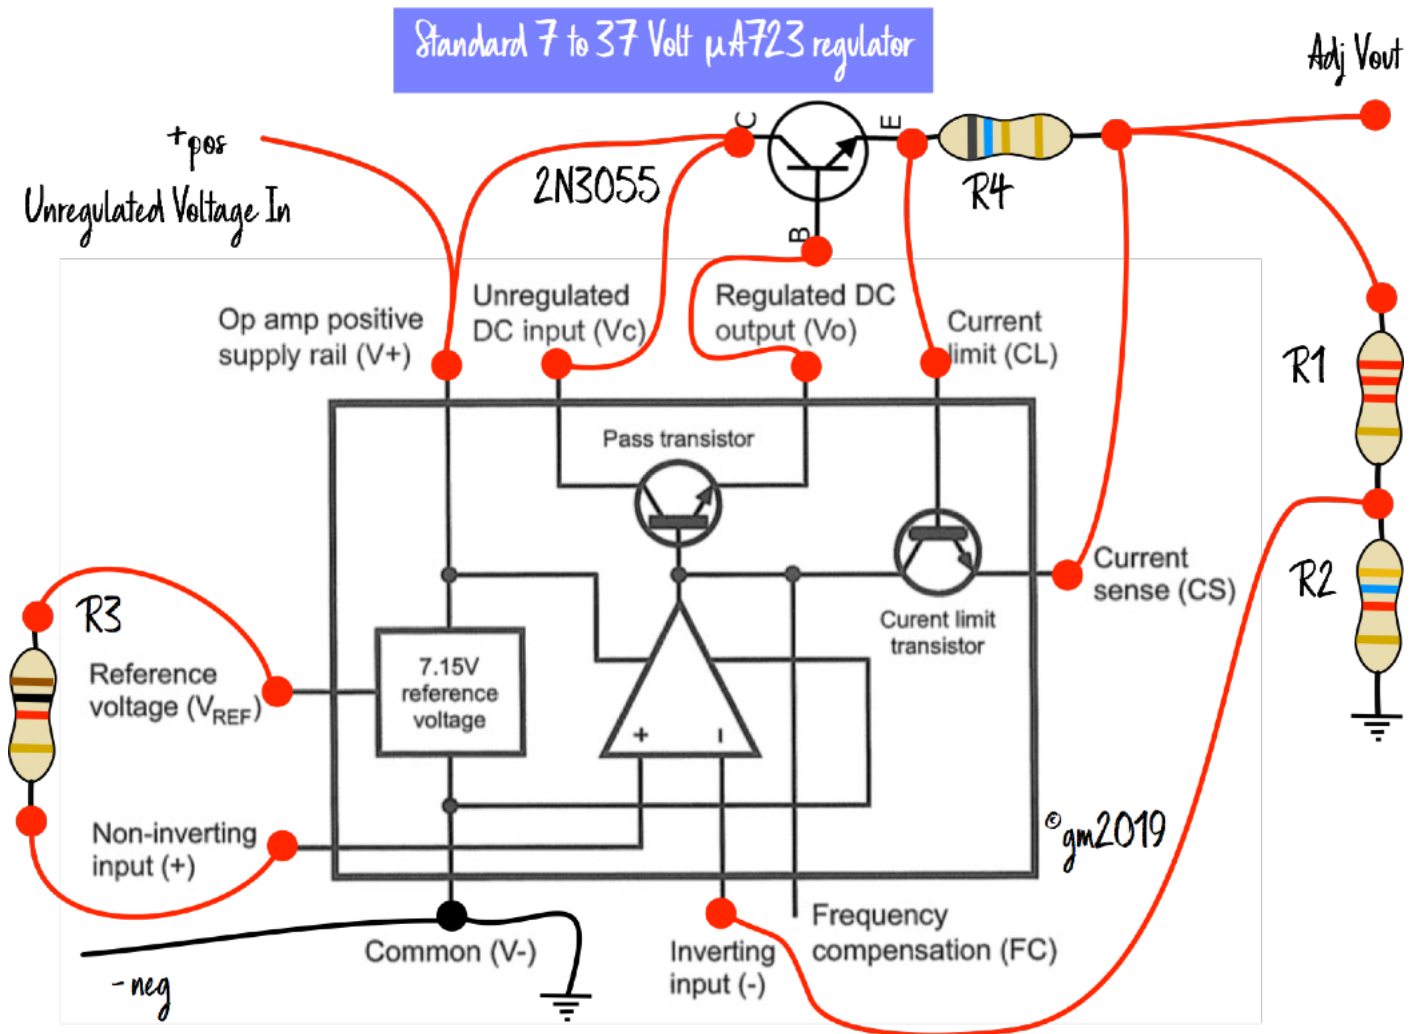 Standard 7 to 37 Volt µA723 regulator
Adj Vout
+pos
Unregulated Voltage In
C
E
2N3055
R4
B
Op amp positive
supply rail (V+)
Unregulated
DC input (Vc)
Regulated DC
output (Vo)
Current
limit (CL)
R1
Pass transistor
Current
sense (CS)
R2
Curent limit
transistor
R3
Reference
voltage (VREF)
7.15V
reference
voltage
+
-
Non-inverting
input (+)
©gm2019
Common (V-)
-neg
Inverting
input (-)
Frequency
compensation (FC)